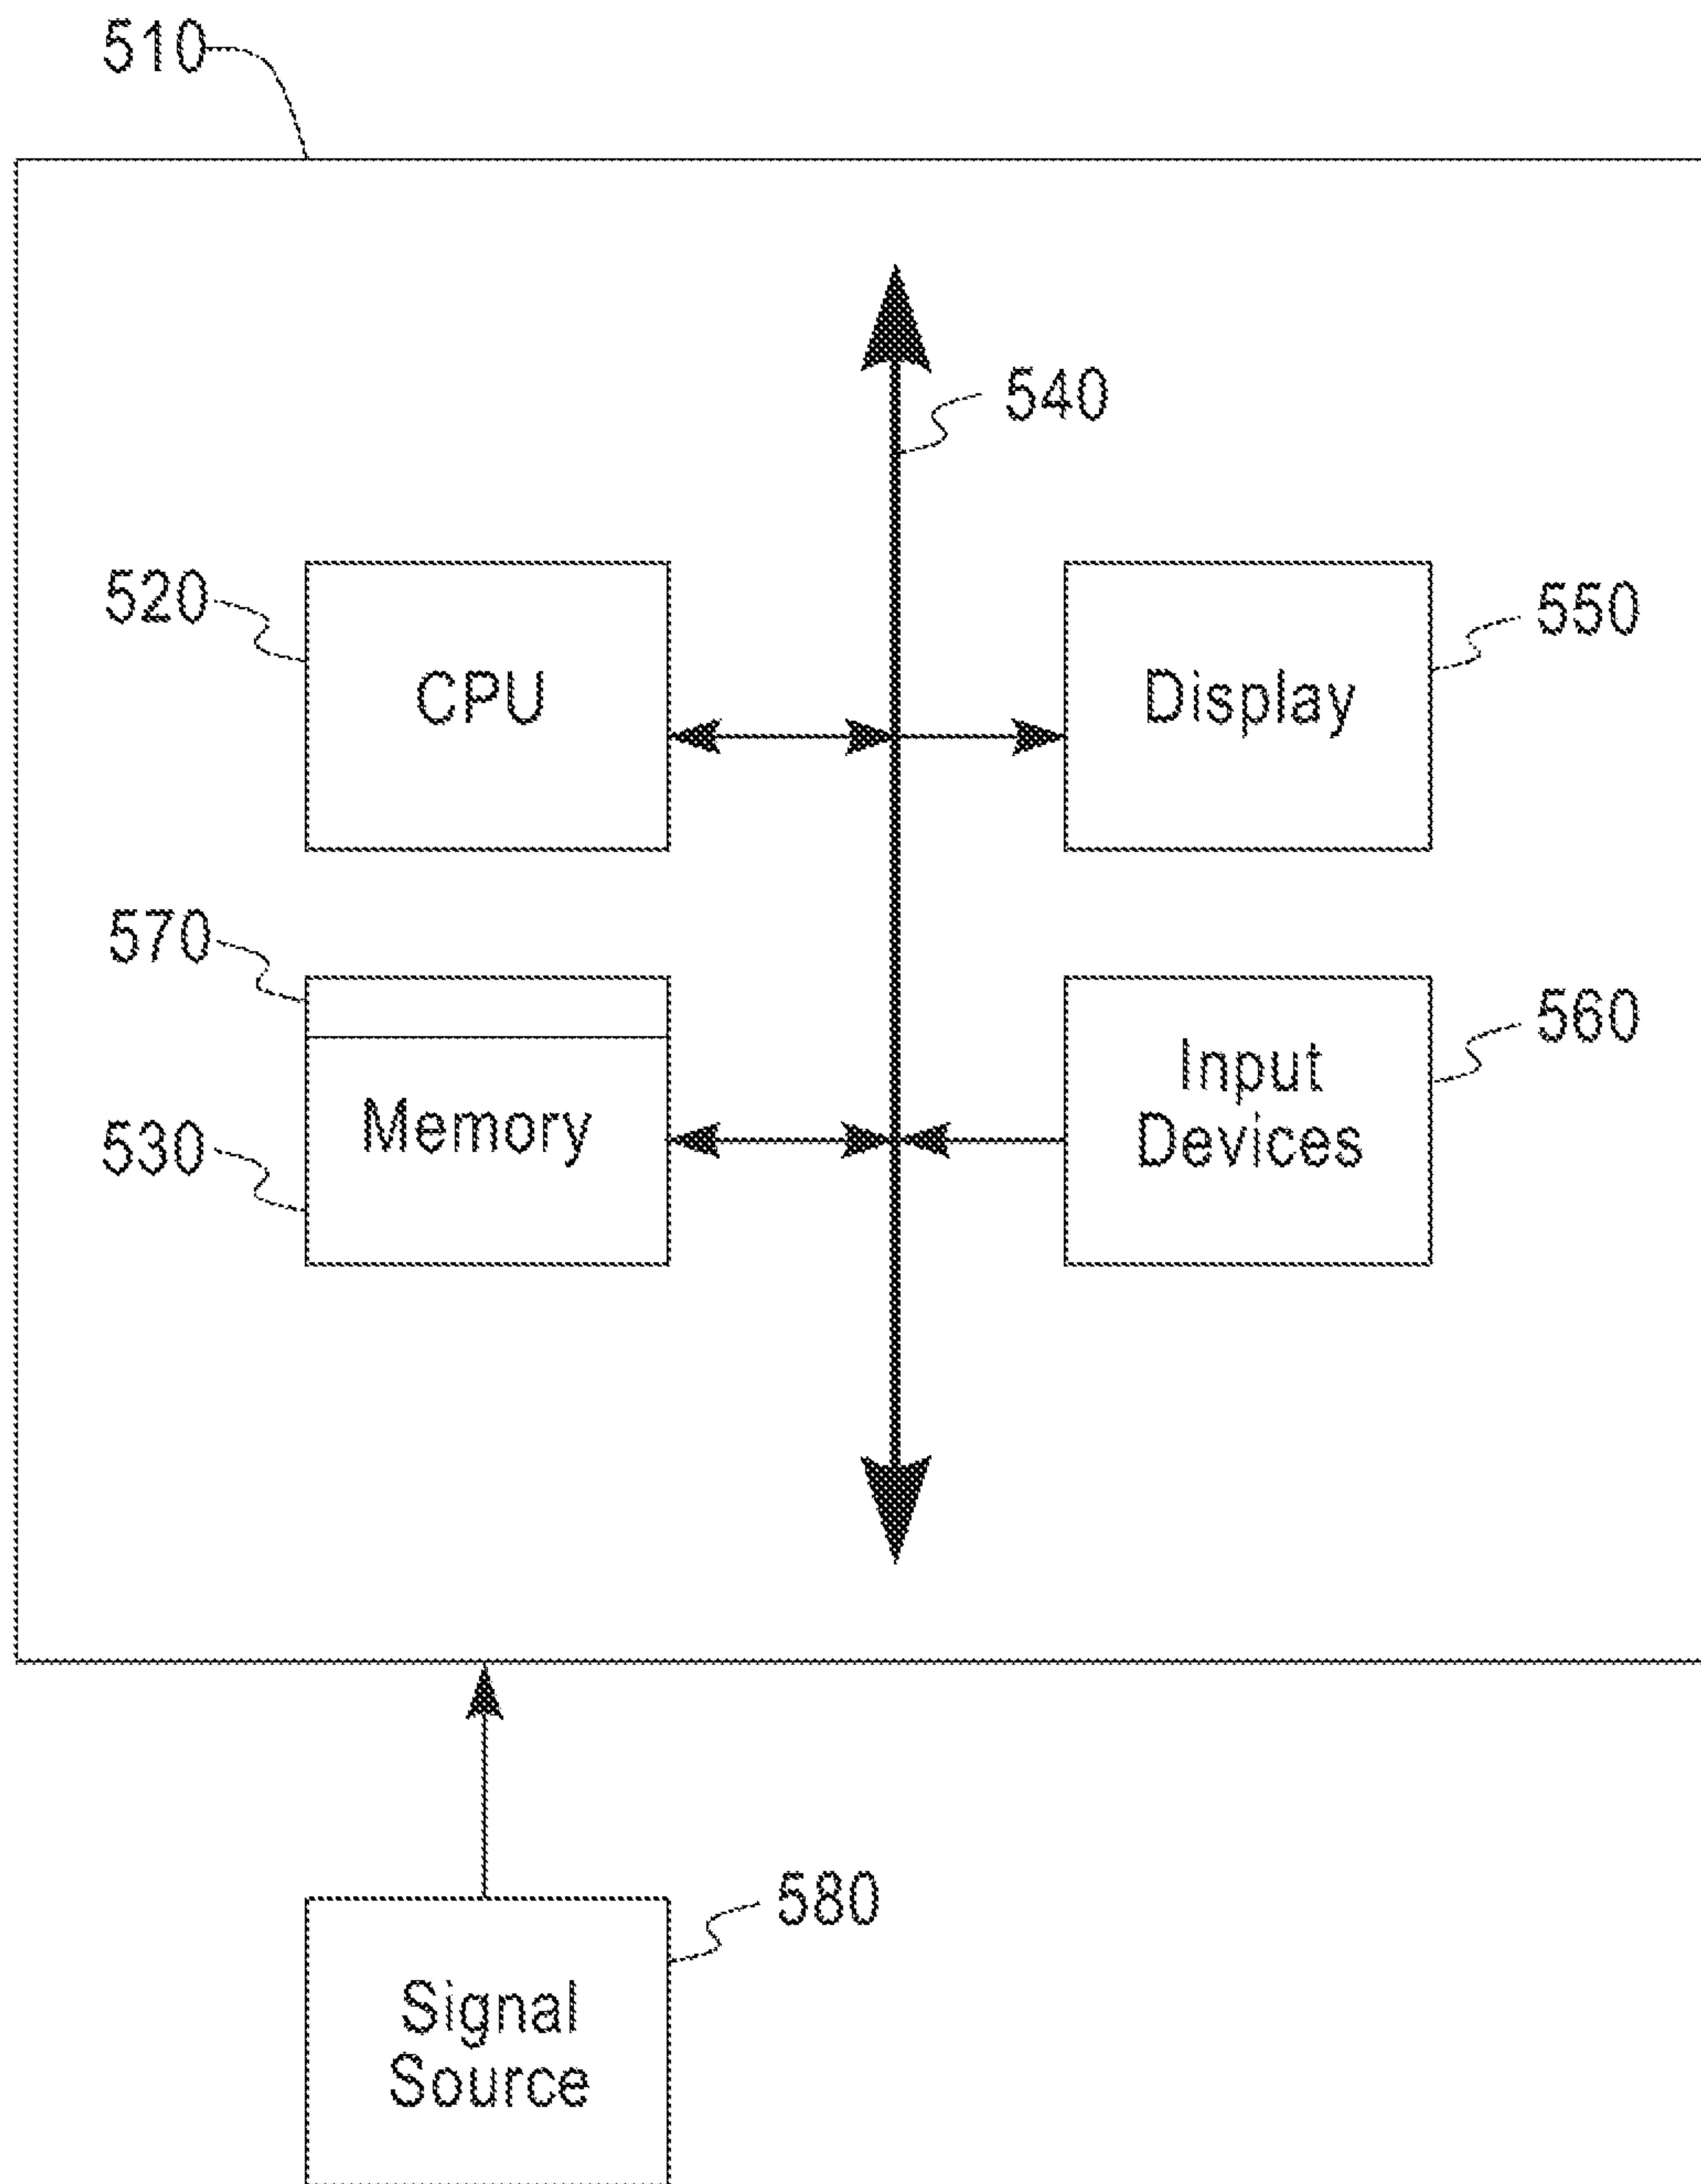 510
540
520
CPU
Display
550
570
Memory
530
Input
Devices
560
580
Signal
Source